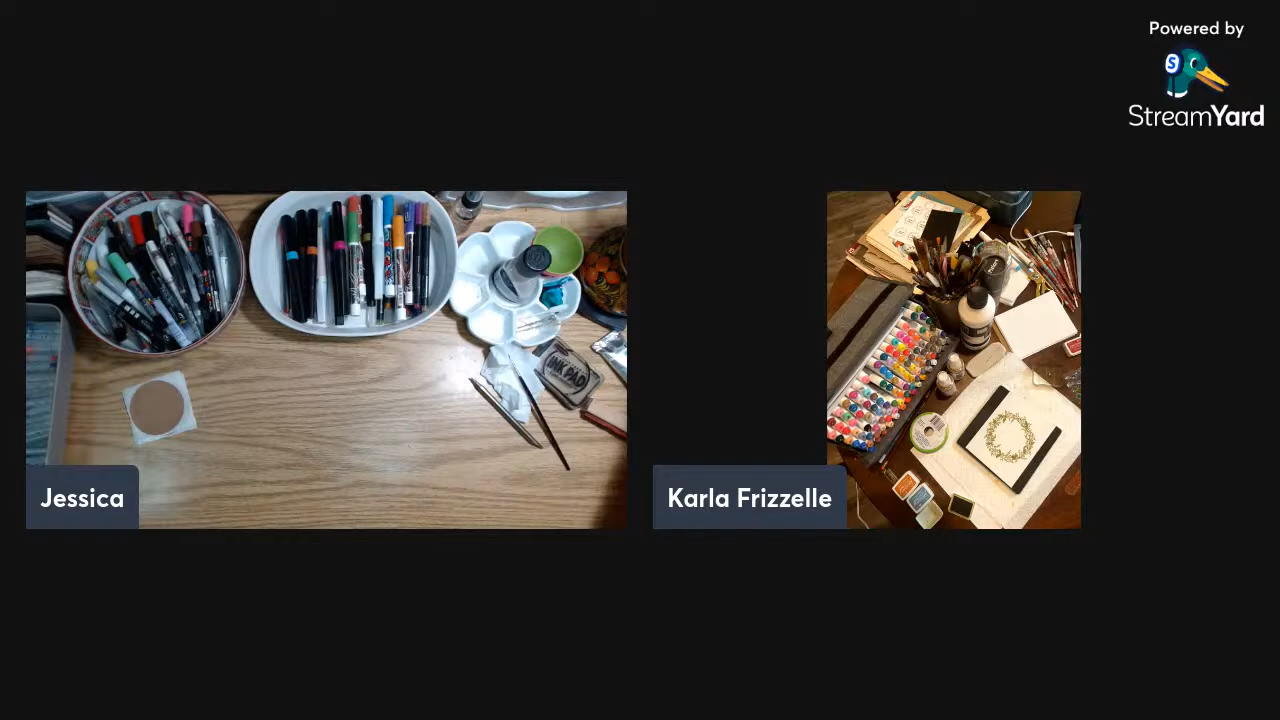 Powered by
S
StreamYard
INK PAD
Jessica
Karla Frizzelle